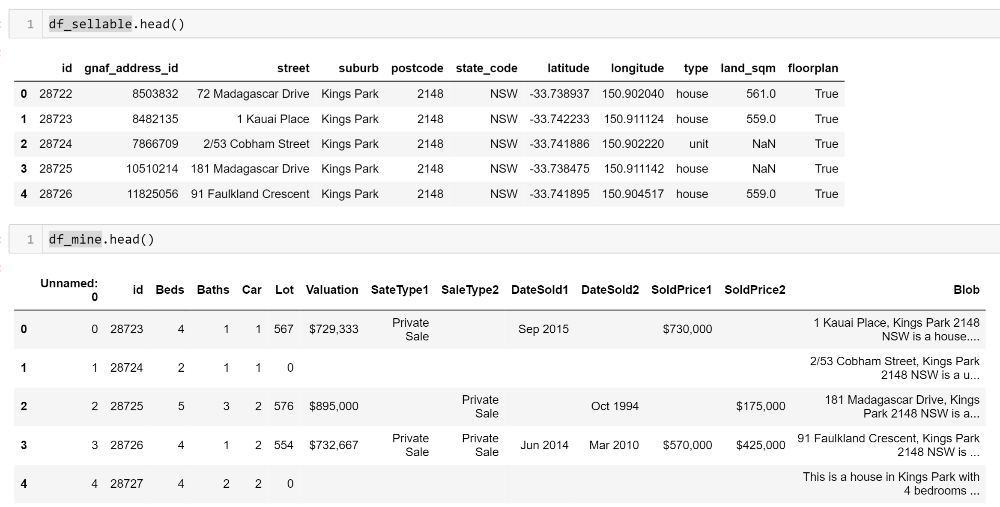 1 df_sellable.head()
id gnaf_address_id street suburb postcode state_code latitude longitude type land_sqm floorplan
0 28722 8503832 72 Madagascar Drive Kings Park 2148 NSW -33.738937 150.902040 house 561.0 True
1 28723 8482135 1 Kauai Place Kings Park 2148 NSW -33.742233 150.911124 house 559.0 True
2 28724 7866709 2/53 Cobham Street Kings Park 2148 NSW -33.741886 150.902220 unit NaN True
3 28725 10510214 181 Madagascar Drive Kings Park 2148 NSW -33.738475 150.911142 house NaN True
4 28726 11825056 91 Faulkland Crescent Kings Park 2148 NSW -33.741895 150.904517 house 559.0 True
1 df_mine.head()
Unnamed:
0 id Beds Baths Car Lot Valuation SateType1 SaleType2 DateSold1 DateSold2 SoldPrice1 SoldPrice2 Blob
0 0 28723 4 1 1 567 $729,333 Private Sale Sep 2015 $730,000 1 Kauai Place, Kings Park 2148
NSW is a house....
1 1 28724 2 1 1 0 2/53 Cobham Street, Kings Park
2148 NSW is a u...
2 2 28725 5 3 2 576 $895,000 Private Sale Oct 1994 $175,000 181 Madagascar Drive, Kings
Park 2148 NSW is a...
3 3 28726 4 1 2 554 $732,667 Private Sale Private Sale Jun 2014 Mar 2010 $570,000 $425,000 91 Faulkland Crescent, Kings Park
2148 NSW is ...
4 4 28727 4 2 2 0 This is a house in Kings Park with
4 bedrooms ...